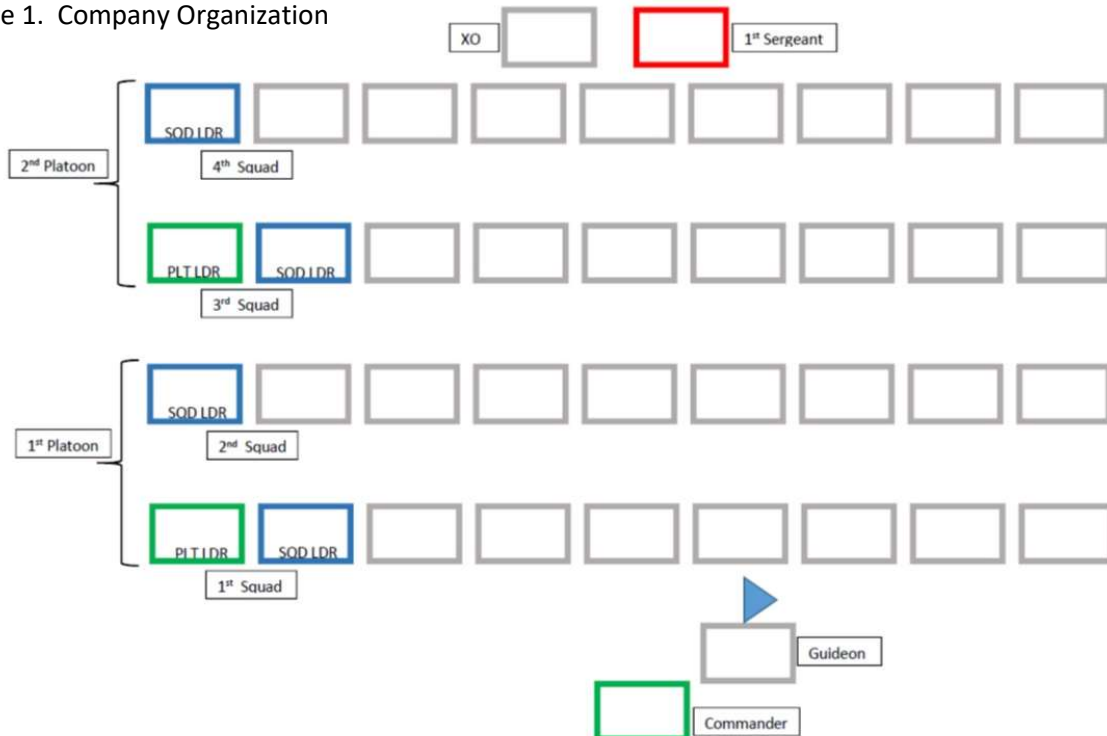 e 1. Company Organization
XO
1st Sergeant
SQD LDR
2nd Platoon
4th Squad
PLT LDR
SQD LDR
3rd Squad
SQD LDR
1st Platoon
2nd Squad
PLT LDR
SQD LDR
1st Squad
Guideon
Commander